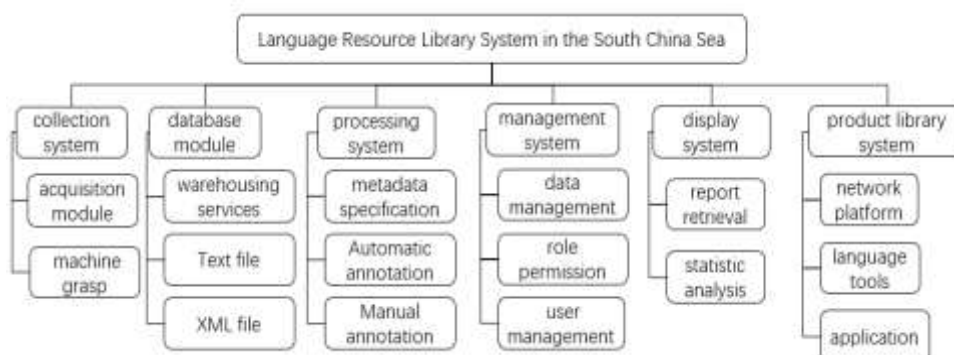 Language Resource Library System in the South China Sea
collection
system
database
module
processing
system
management
system
display
system
product library
system
acquisition
module
warehousing
services
metadata
specification
data
management
report
retrieval
network
platform
machine
grasp
Text file
Automatic
annotation
role
permission
statistic
analysis
language
tools
XML file
Manual
annotation
user
management
application